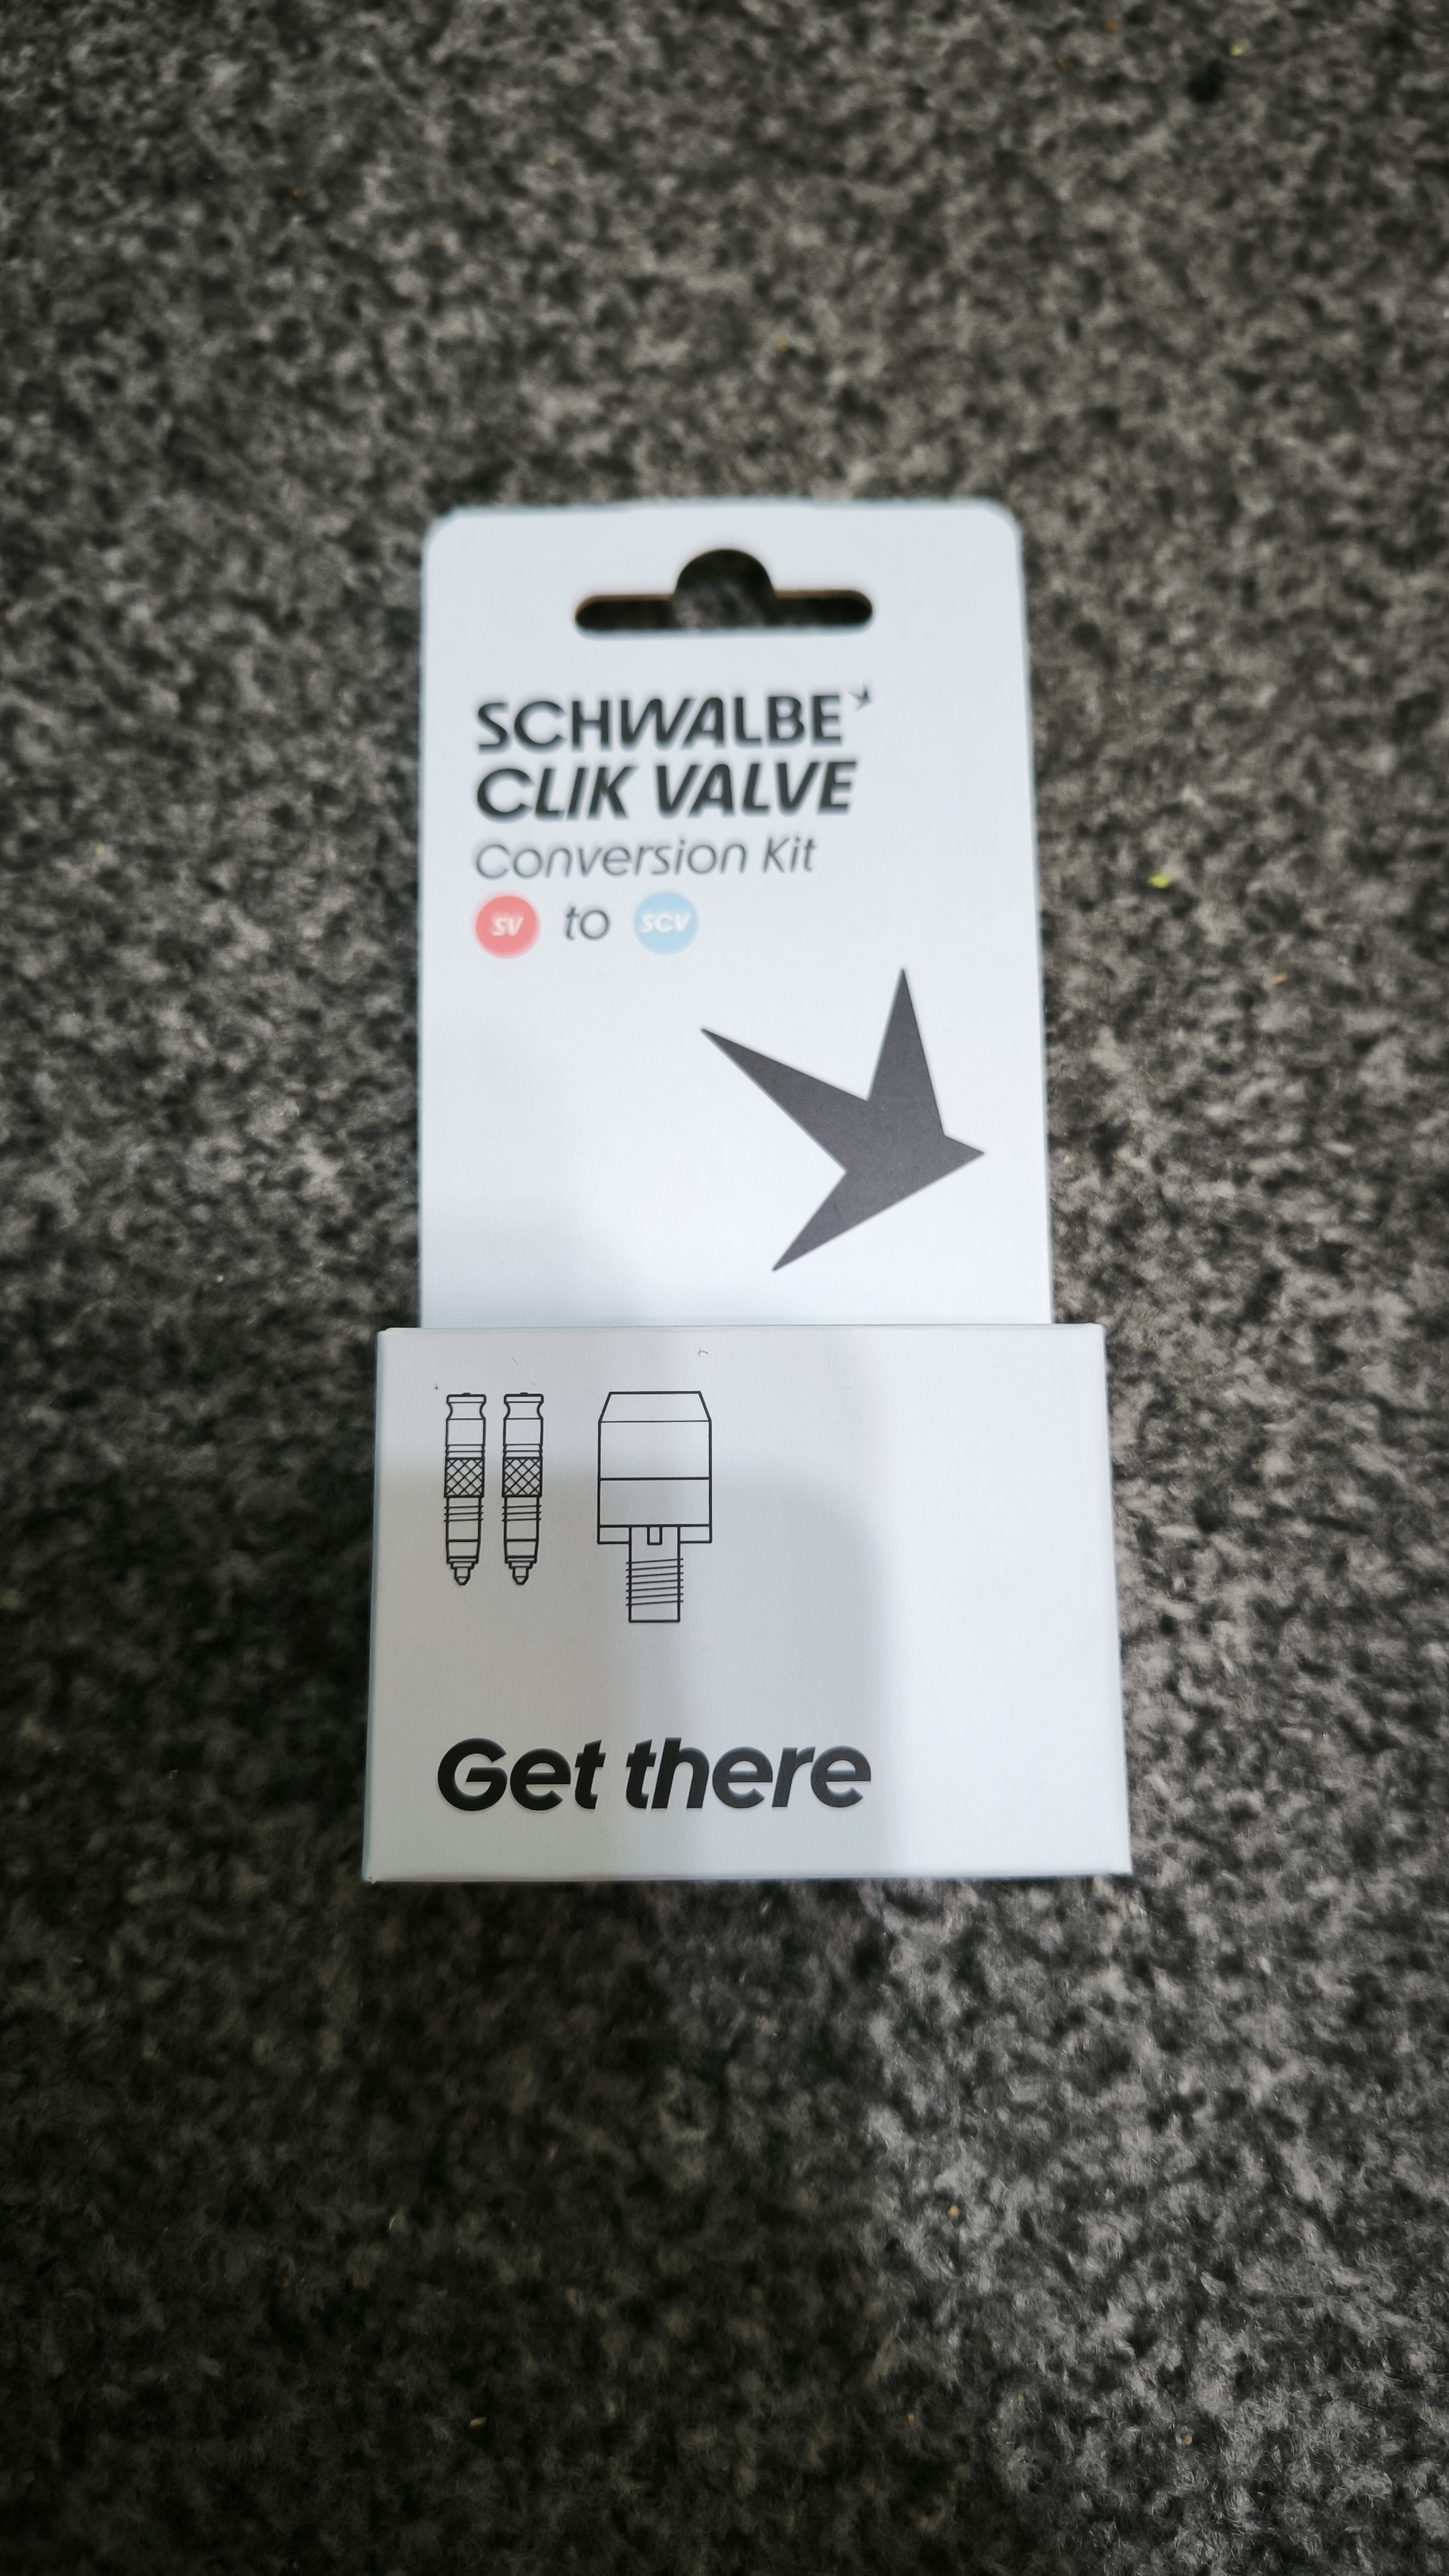 SCHWALBE
CLIK VALVE
Conversion Kit
SV to SCV
Get there